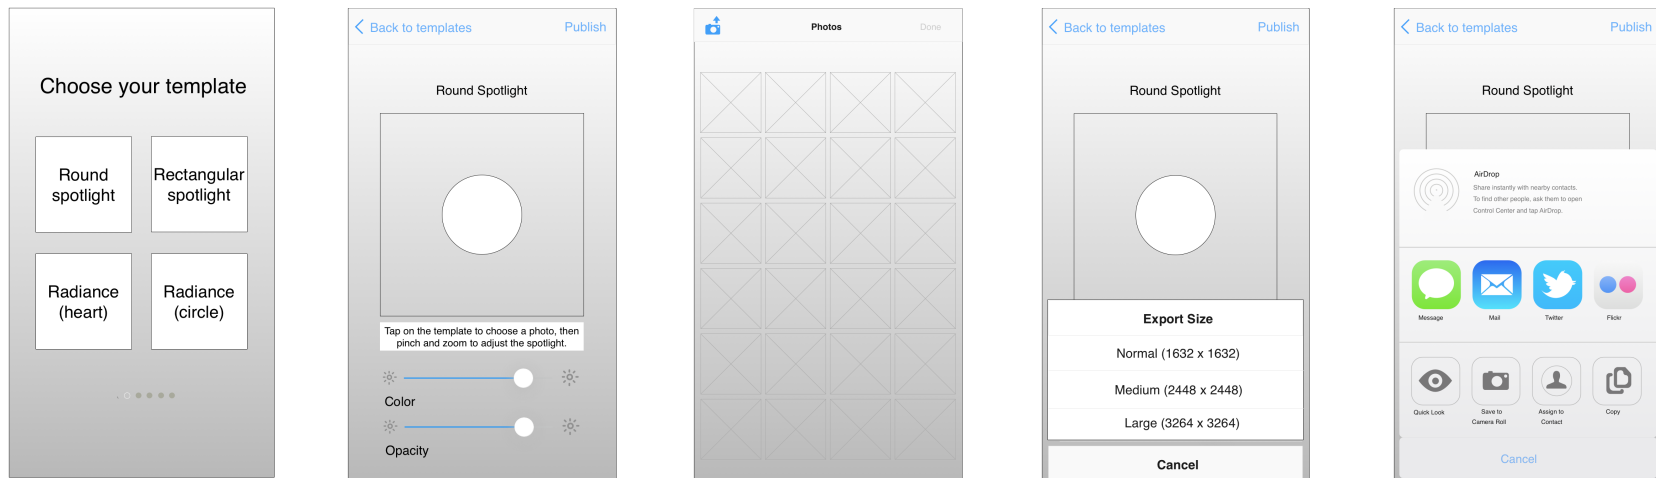 Choose your template
Round
spotlight
Rectangular
spotlight
Radiance
(heart)
Radiance
(circle)
Back to templates
Publish
Round Spotlight
Tap on the template to choose a photo, then
pinch and zoom to adjust the spotlight.
Color
Opacity
Photos
Done
Back to templates
Publish
Round Spotlight
Export Size
Normal (1632 x 1632)
Medium (2448 x 2448)
Large (3264 x 3264)
Cancel
Back to templates
Publish
Round Spotlight
AirDrop
Share instantly with nearby contacts.
To find other people, ask them to open
Control Center and tap AirDrop.
Message
Mail
Twitter
Flickr
Quick Look
Save to
Camera Roll
Assign to
Contact
Copy
Cancel